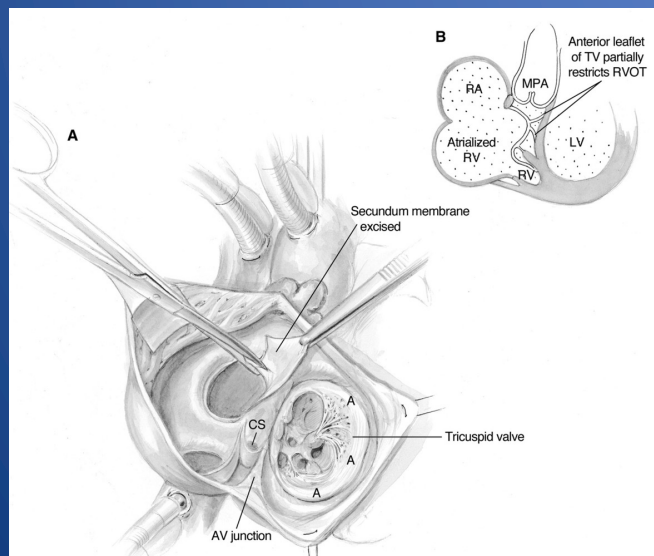 A
B
Anterior leaflet
of TV partially
restricts RVOT
MPA
RA
Atrialized
RV
LV
RV
Secundum membrane
excised
A
CS
Tricuspid valve
A
A
AV junction